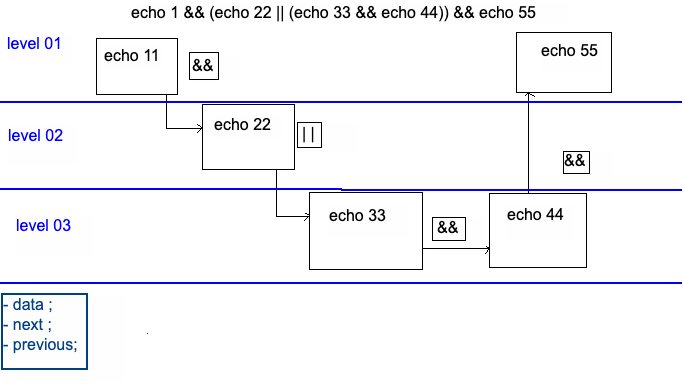 echo 1 && (echo 22 || (echo 33 && echo 44)) && echo 55
level 01
echo 11
&&
echo 55
level 02
echo 22
||
&&
level 03
echo 33
&&
echo 44
- data ;
- next ;
- previous;